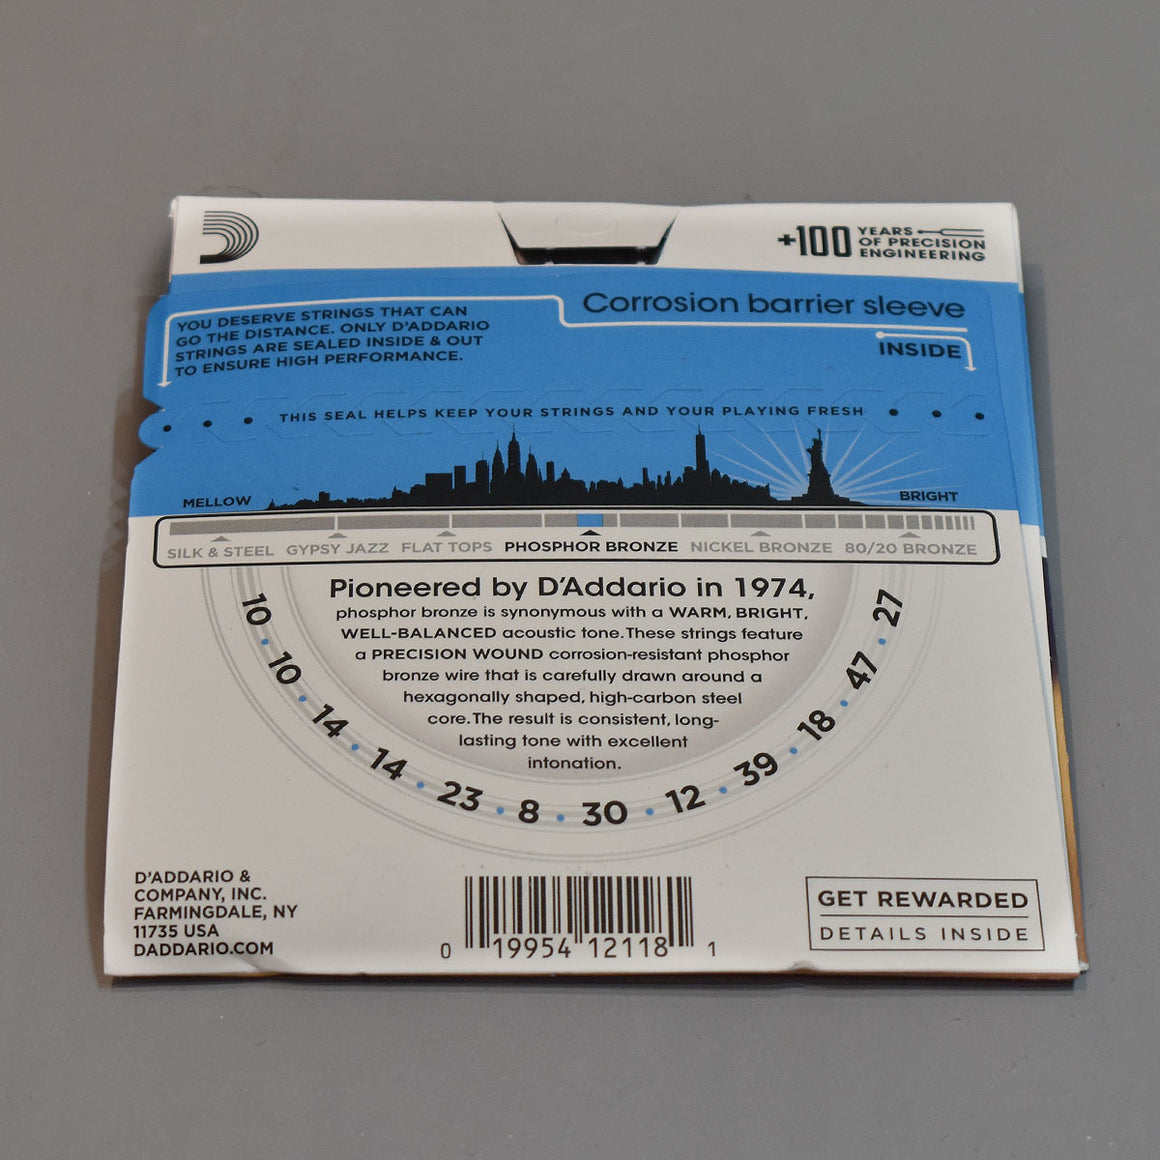 +100 YEARS
OF PRECISION
ENGINEERING
YOU DESERVE STRINGS THAT CAN
GO THE DISTANCE. ONLY D'ADDARIO
STRINGS ARE SEALED INSIDE & OUT
TO ENSURE HIGH PERFORMANCE.
Corrosion barrier sleeve
INSIDE
THIS SEAL HELPS KEEP YOUR STRINGS AND YOUR PLAYING FRESH
MELLOW
BRIGHT
SILK & STEEL GYPSY JAZZ FLAT TOPS PHOSPHOR BRONZE NICKEL BRONZE 80/20 BRONZE
Pioneered by D'Addario in 1974,
phosphor bronze is synonymous with a WARM, BRIGHT,
WELL-BALANCED acoustic tone. These strings feature
a PRECISION WOUND corrosion-resistant phosphor
bronze wire that is carefully drawn around a
hexagonally shaped, high-carbon steel
core. The result is consistent, long-
lasting tone with excellent
intonation.
10 • 10 • 14 • 14 • 23 • 8 • 30 • 12 • 39 • 18 • 47 • 27
D'ADDARIO &
COMPANY, INC.
FARMINGDALE, NY
11735 USA
DADDARIO.COM
0 19954 12118 1
GET REWARDED
DETAILS INSIDE